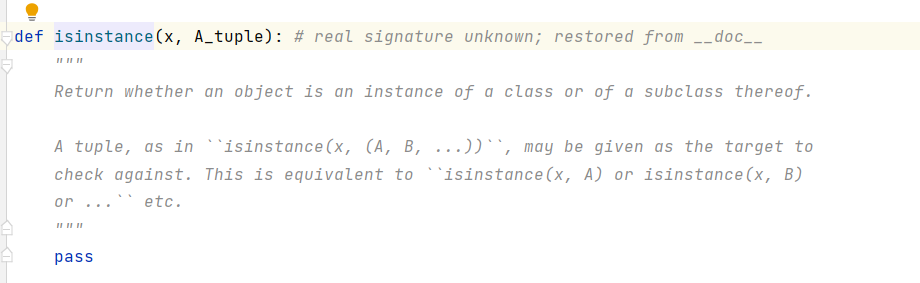 def isinstance(x, A_tuple): # real signature unknown; restored from __doc__
"""
Return whether an object is an instance of a class or of a subclass thereof.
A tuple, as in ``isinstance(x, (A, B, ...))``, may be given as the target to
check against. This is equivalent to ``isinstance(x, A) or isinstance(x, B)
or ...`` etc.
"""
pass